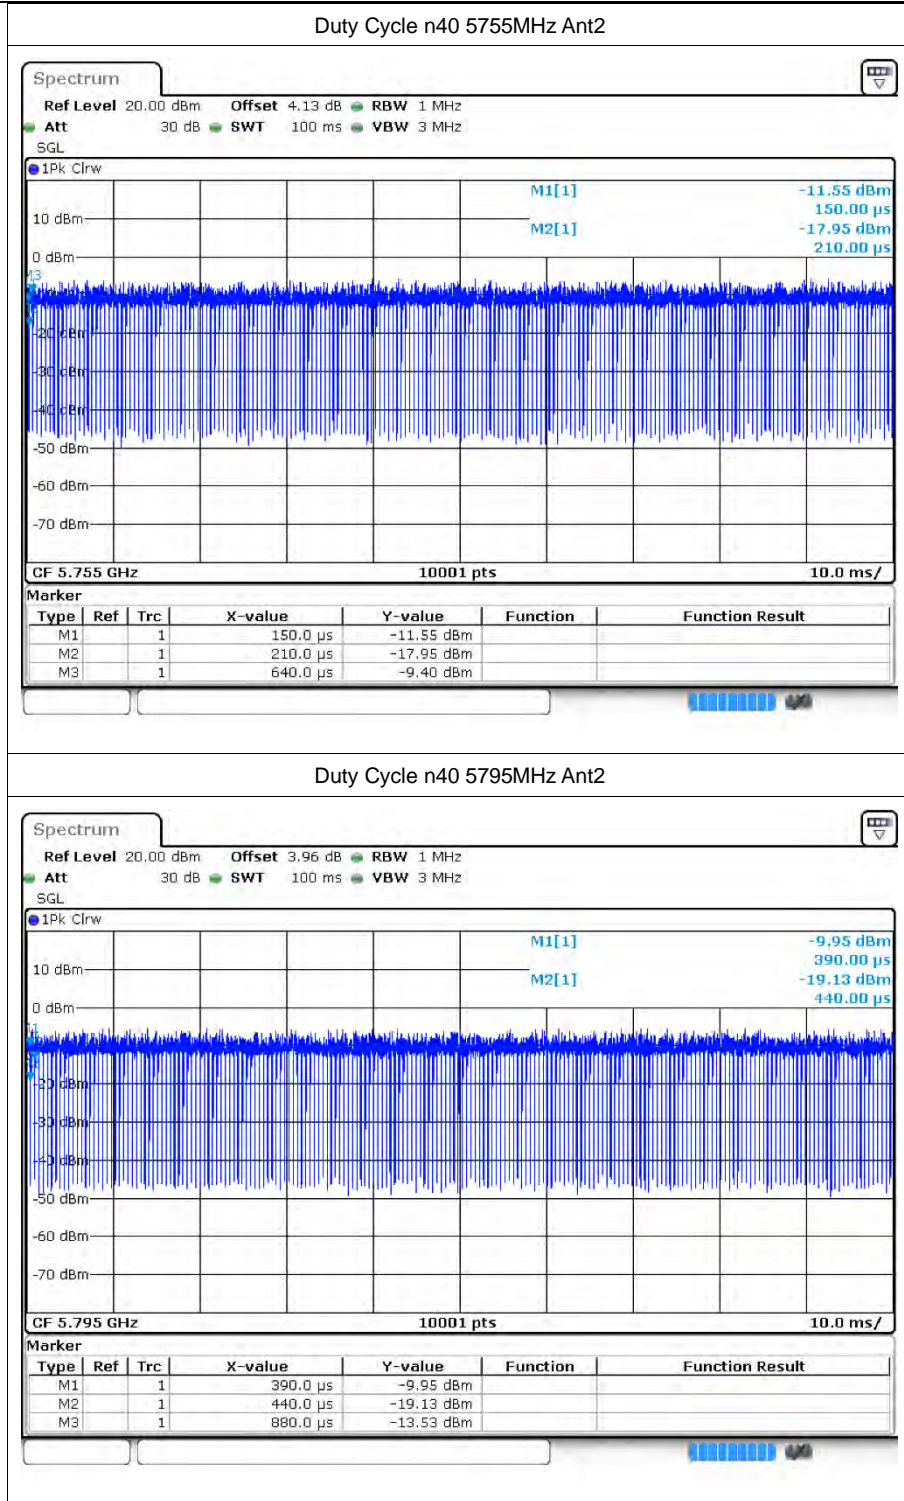 Duty Cycle n40 5755MHz Ant2
Spectrum
Ref Level 20.00 dBm Offset 4.13 dB RBW 1 MHz
Att 30 dB SWT 100 ms VBW 3 MHz
SGL
1Pk Clrw
M1[1] -11.55 dBm
150.00 µs
10 dBm
M2[1] -17.95 dBm
210.00 µs
0 dBm
-20 dBm
-30 dBm
-40 dBm
-50 dBm
-60 dBm
-70 dBm
CF 5.755 GHz 10001 pts 10.0 ms/
Marker
Type Ref Trc X-value Y-value Function Function Result
M1 1 150.0 µs -11.55 dBm
M2 1 210.0 µs -17.95 dBm
M3 1 640.0 µs -9.40 dBm
Duty Cycle n40 5795MHz Ant2
Spectrum
Ref Level 20.00 dBm Offset 3.96 dB RBW 1 MHz
Att 30 dB SWT 100 ms VBW 3 MHz
SGL
1Pk Clrw
M1[1] -9.95 dBm
390.00 µs
10 dBm
M2[1] -19.13 dBm
440.00 µs
0 dBm
-20 dBm
-30 dBm
-40 dBm
-50 dBm
-60 dBm
-70 dBm
CF 5.795 GHz 10001 pts 10.0 ms/
Marker
Type Ref Trc X-value Y-value Function Function Result
M1 1 390.0 µs -9.95 dBm
M2 1 440.0 µs -19.13 dBm
M3 1 880.0 µs -13.53 dBm